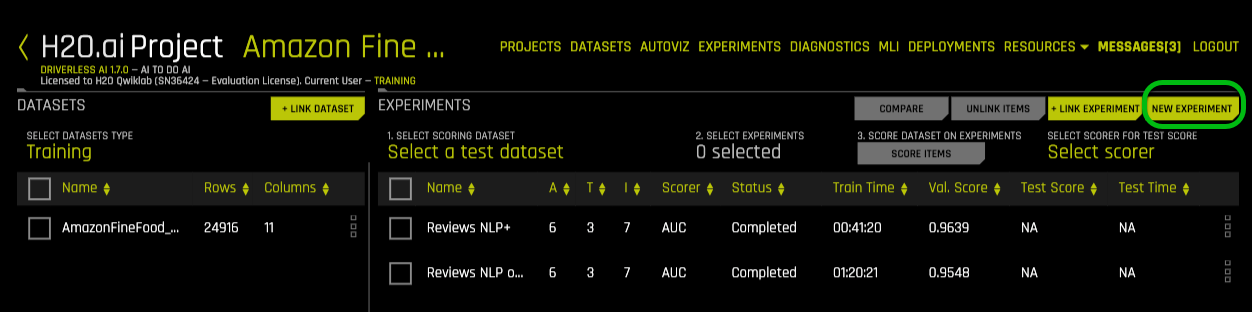 H2O.ai Project Amazon Fine ...
PROJECTS DATASETS AUTOVIZ EXPERIMENTS DIAGNOSTICS MLI DEPLOYMENTS RESOURCES MESSAGES[3] LOGOUT
DRIVERLESS AI 1.7.0 – AI TO DO AI
Licensed to H2O Qwiklab (SN36424 – Evaluation License). Current User – TRAINING
DATASETS
+ LINK DATASET
SELECT DATASETS TYPE
Training
Name Rows Columns
AmazonFineFood_... 24916 11
EXPERIMENTS
COMPARE UNLINK ITEMS + LINK EXPERIMENT NEW EXPERIMENT
1. SELECT SCORING DATASET 2. SELECT EXPERIMENTS 3. SCORE DATASET ON EXPERIMENTS SELECT SCORER FOR TEST SCORE
Select a test dataset 0 selected SCORE ITEMS Select scorer
Name A T I Scorer Status Train Time Val. Score Test Score Test Time
Reviews NLP+ 6 3 7 AUC Completed 00:41:20 0.9639 NA NA
Reviews NLP o... 6 3 7 AUC Completed 01:20:21 0.9548 NA NA